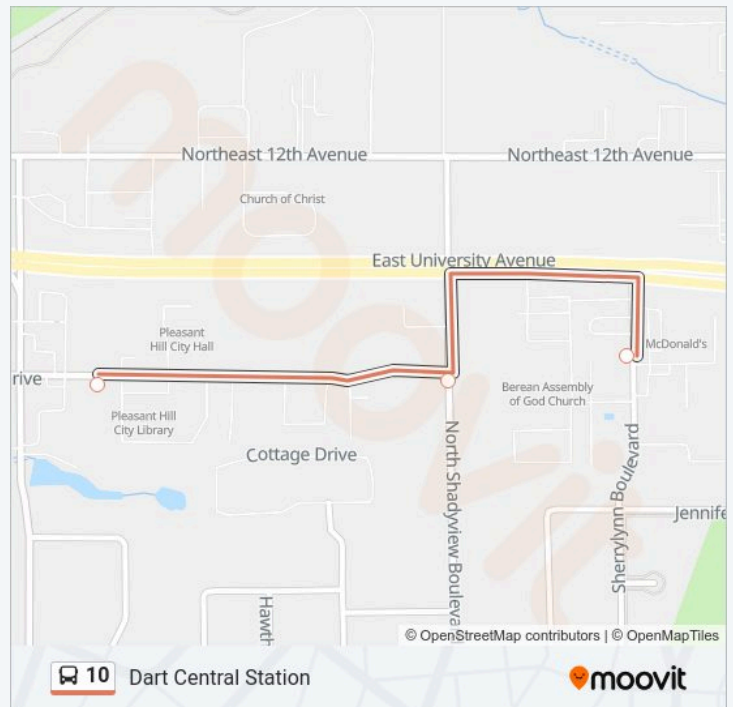 Northeast 12th Avenue
Northeast 12th Avenue
Church of Christ
East University Avenue
Pleasant
Hill City Hall
McDonald's
rive
Berean Assembly
of God Church
Pleasant Hill
City Library
Cottage Drive
North Shadyview Bouleva
Sherrylynn Boulevard
Jennife
Hawth
moovit
© OpenStreetMap contributors | © OpenMapTiles
10 Dart Central Station
moovit